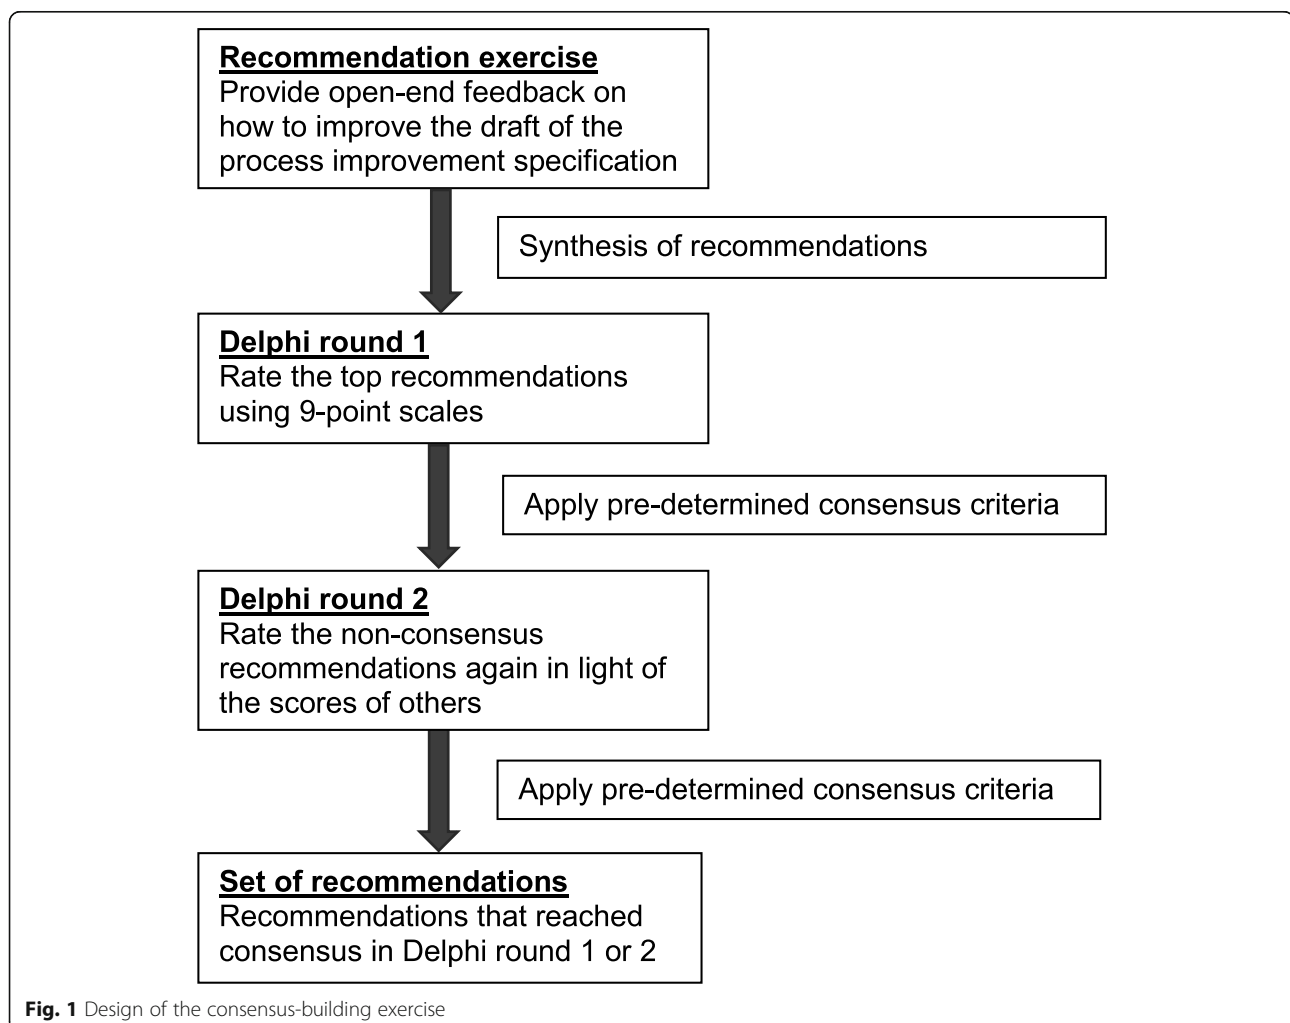 Recommendation exercise
Provide open-end feedback on
how to improve the draft of the
process improvement specification
Synthesis of recommendations
Delphi round 1
Rate the top recommendations
using 9-point scales
Apply pre-determined consensus criteria
Delphi round 2
Rate the non-consensus
recommendations again in light of
the scores of others
Apply pre-determined consensus criteria
Set of recommendations
Recommendations that reached
consensus in Delphi round 1 or 2
Fig. 1 Design of the consensus-building exercise